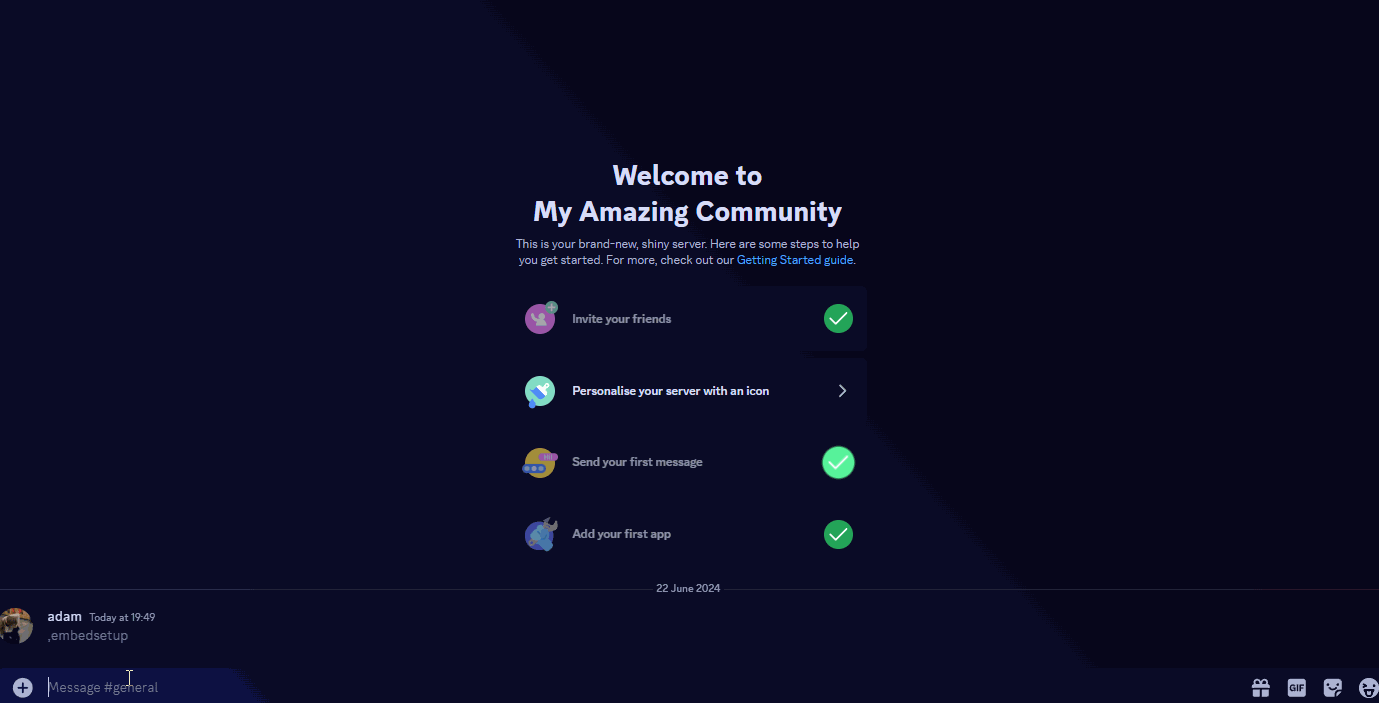 Welcome to
My Amazing Community
This is your brand-new, shiny server. Here are some steps to help
you get started. For more, check out our Getting Started guide.
Invite your friends
Personalise your server with an icon
Send your first message
Add your first app
22 June 2024
adam Today at 19:49
,embedsetup
Message #general
GIF